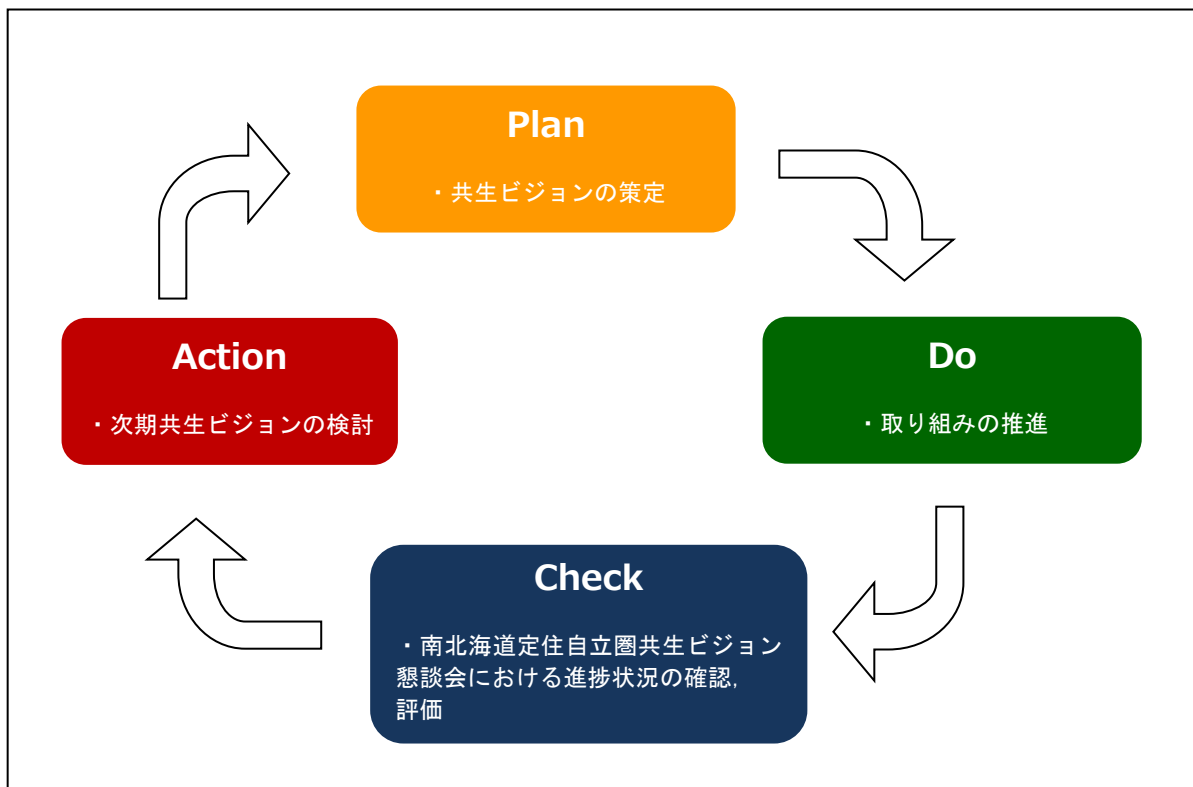 Plan
・共生ビジョンの策定
Do
・取り組みの推進
Check
・南北海道定住自立圏共生ビジョン
懇談会における進捗状況の確認,
評価
Action
・次期共生ビジョンの検討